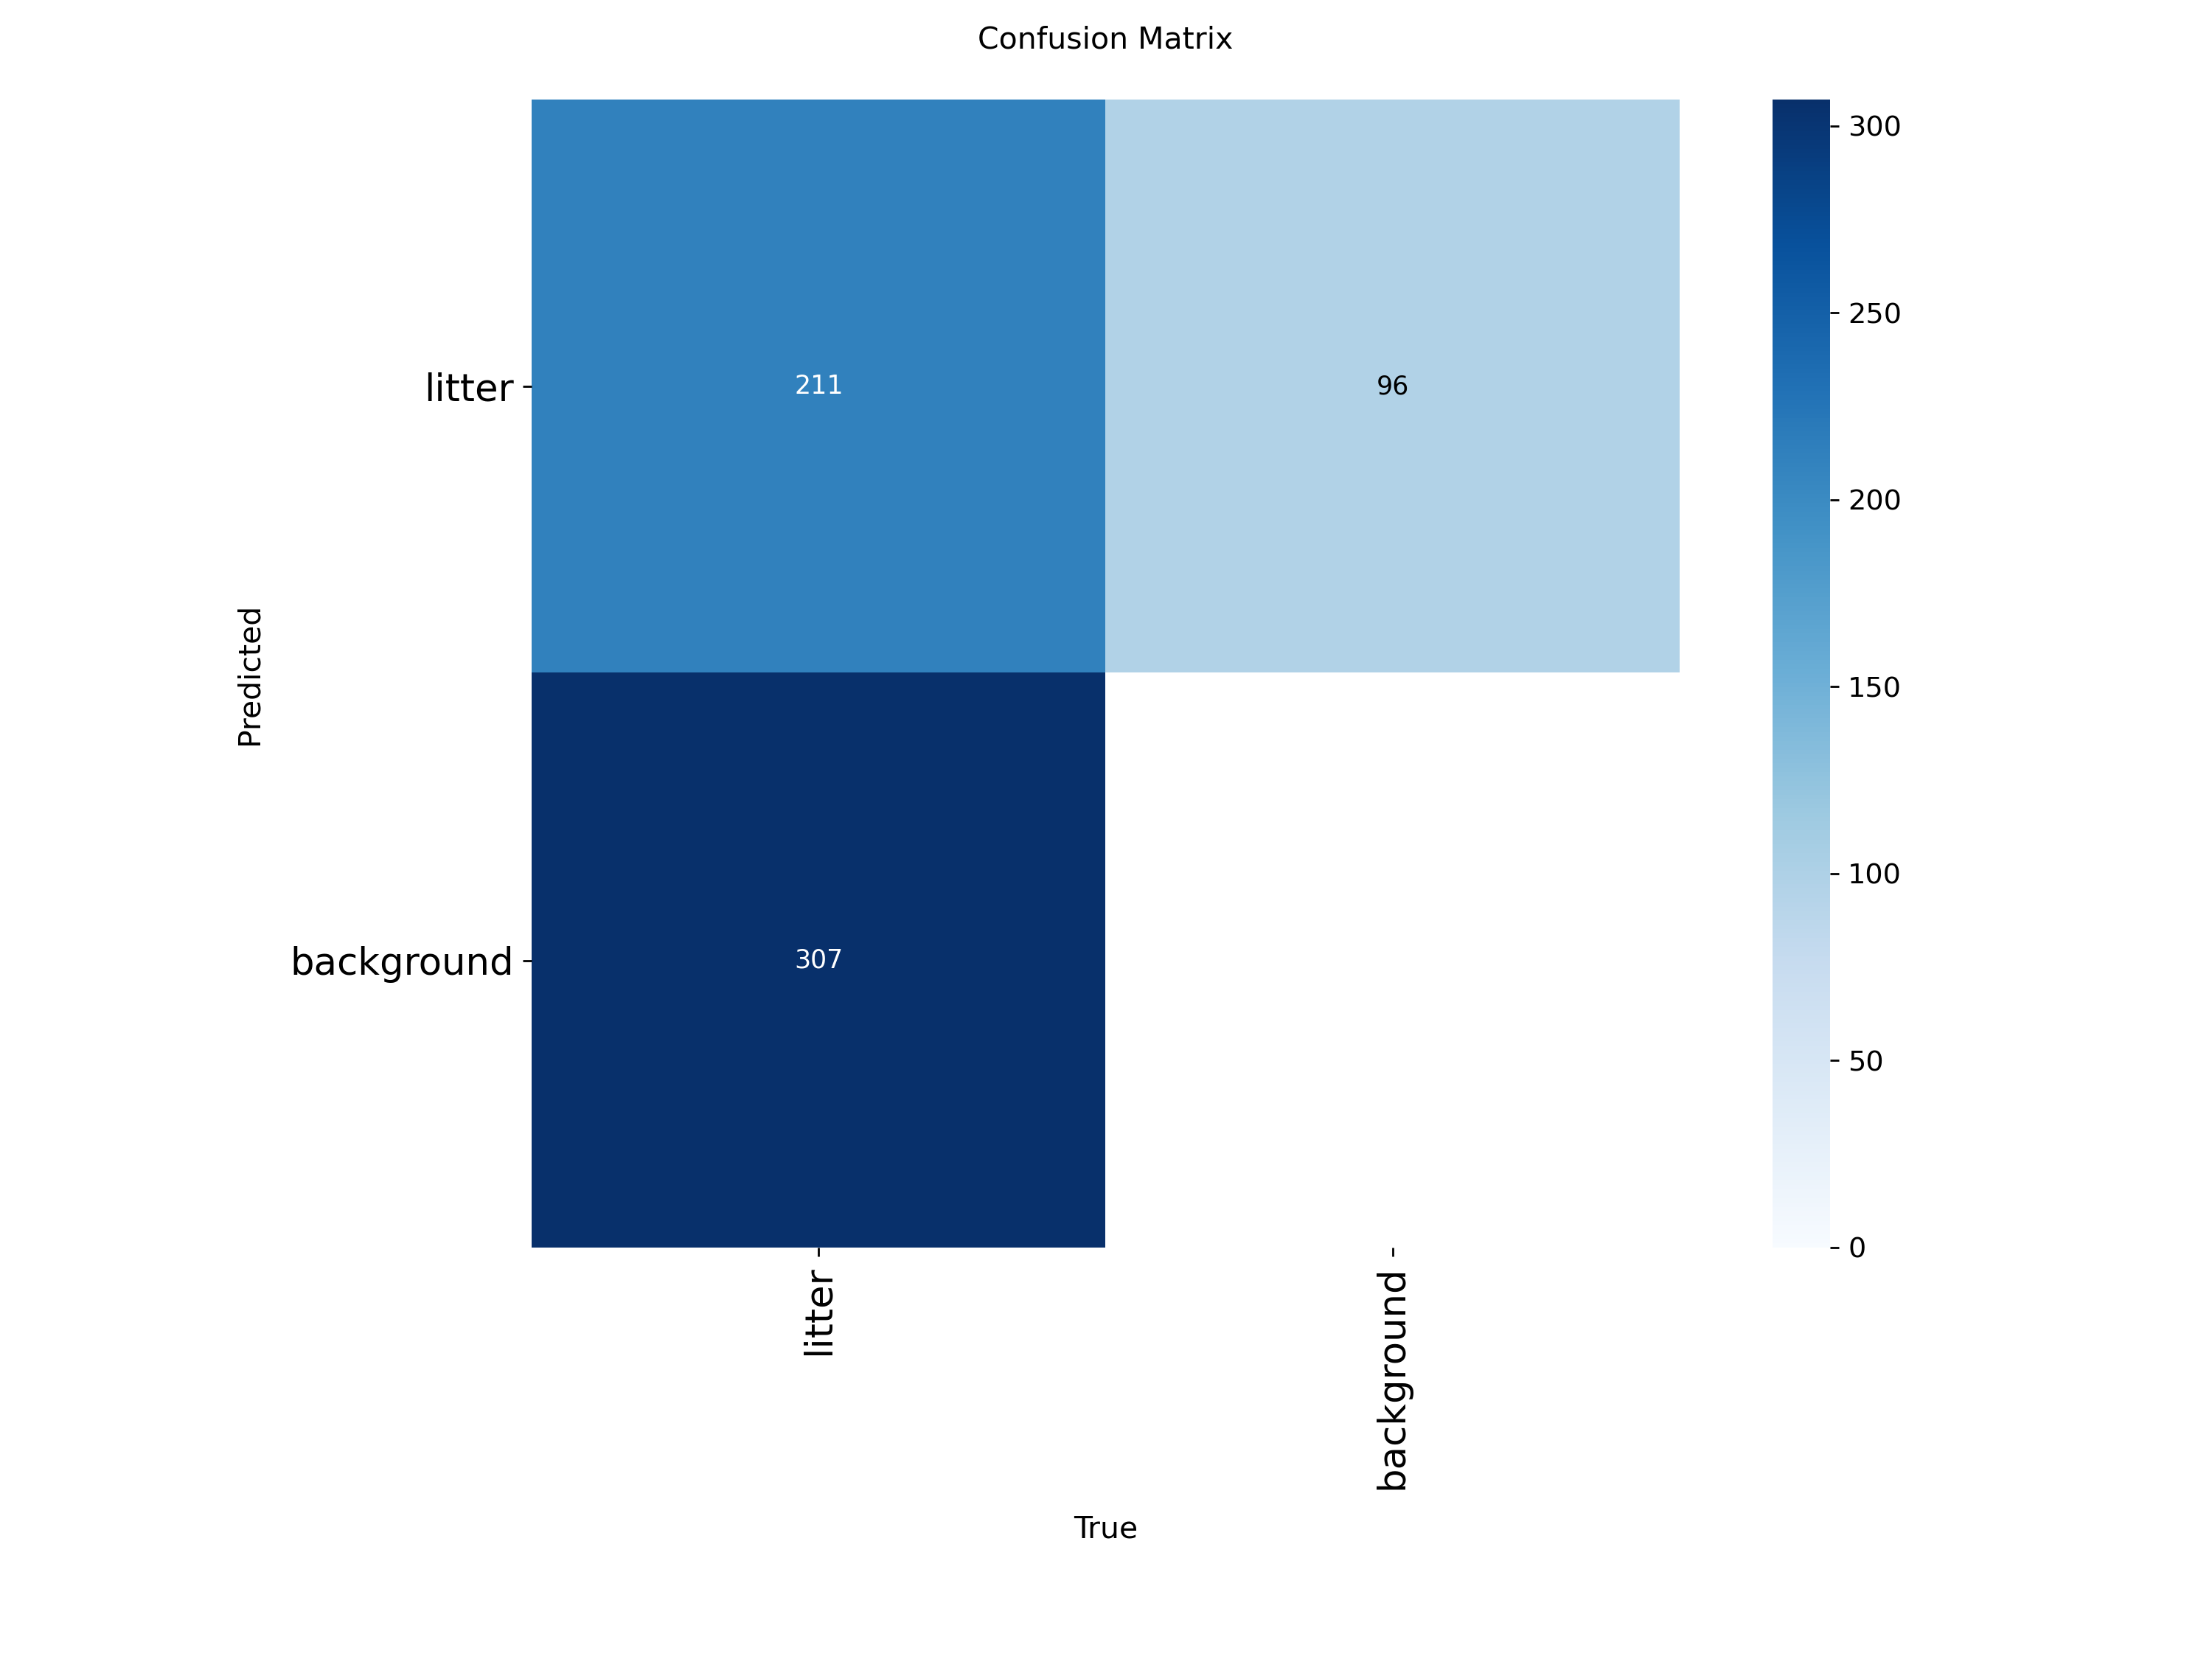 Confusion Matrix
litter
211
96
Predicted
background
307
litter
background
True
300
250
200
150
100
50
0